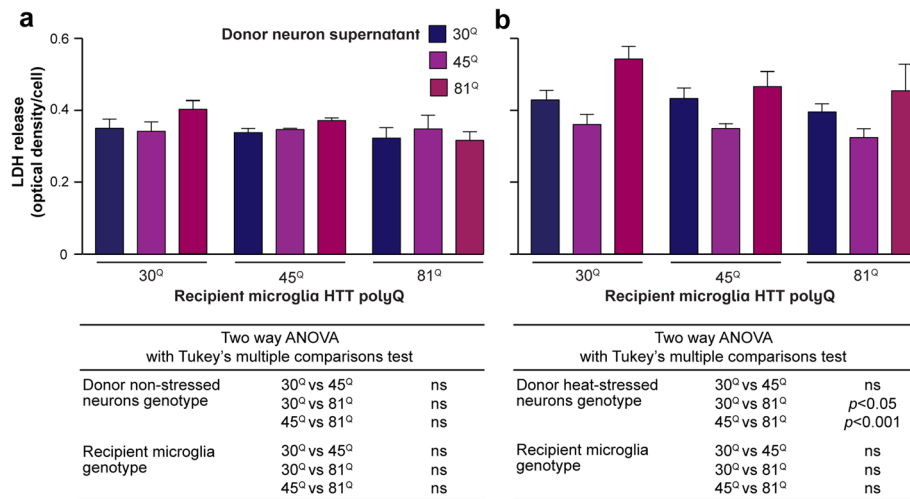 a
Donor neuron supernatant
30Q
45Q
81Q
LDH release
(optical density/cell)
0.6
0.4
0.2
0
30Q 45Q 81Q
Recipient microglia HTT polyQ
Two way ANOVA
with Tukey's multiple comparisons test
Donor non-stressed
neurons genotype
30Q vs 45Q ns
30Q vs 81Q ns
45Q vs 81Q ns
Recipient microglia
genotype
30Q vs 45Q ns
30Q vs 81Q ns
45Q vs 81Q ns
b
30Q 45Q 81Q
Recipient microglia HTT polyQ
Two way ANOVA
with Tukey's multiple comparisons test
Donor heat-stressed
neurons genotype
30Q vs 45Q ns
30Q vs 81Q p<0.05
45Q vs 81Q p<0.001
Recipient microglia
genotype
30Q vs 45Q ns
30Q vs 81Q ns
45Q vs 81Q ns